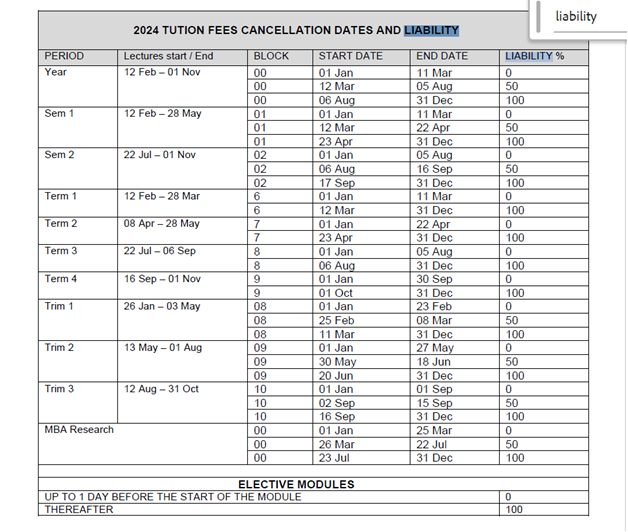 liability
2024 TUTION FEES CANCELLATION DATES AND LIABILITY
PERIOD Lectures start / End BLOCK START DATE END DATE LIABILITY %
Year 12 Feb – 01 Nov 00 01 Jan 11 Mar 0
00 12 Mar 05 Aug 50
00 06 Aug 31 Dec 100
Sem 1 12 Feb – 28 May 01 01 Jan 11 Mar 0
01 12 Mar 22 Apr 50
01 23 Apr 31 Dec 100
Sem 2 22 Jul – 01 Nov 02 01 Jan 05 Aug 0
02 06 Aug 16 Sep 50
02 17 Sep 31 Dec 100
Term 1 12 Feb – 28 Mar 6 01 Jan 11 Mar 0
6 12 Mar 31 Dec 100
Term 2 08 Apr – 28 May 7 01 Jan 22 Apr 0
7 23 Apr 31 Dec 100
Term 3 22 Jul – 06 Sep 8 01 Jan 05 Aug 0
8 06 Aug 31 Dec 100
Term 4 16 Sep – 01 Nov 9 01 Jan 30 Sep 0
9 01 Oct 31 Dec 100
Trim 1 26 Jan – 03 May 08 01 Jan 23 Feb 0
08 25 Feb 08 Mar 50
08 11 Mar 31 Dec 100
Trim 2 13 May – 01 Aug 09 01 Jan 27 May 0
09 30 May 18 Jun 50
09 20 Jun 31 Dec 100
Trim 3 12 Aug – 31 Oct 10 01 Jan 01 Sep 0
10 02 Sep 15 Sep 50
10 16 Sep 31 Dec 100
MBA Research 00 01 Jan 25 Mar 0
00 26 Mar 22 Jul 50
00 23 Jul 31 Dec 100
ELECTIVE MODULES
UP TO 1 DAY BEFORE THE START OF THE MODULE 0
THEREAFTER 100